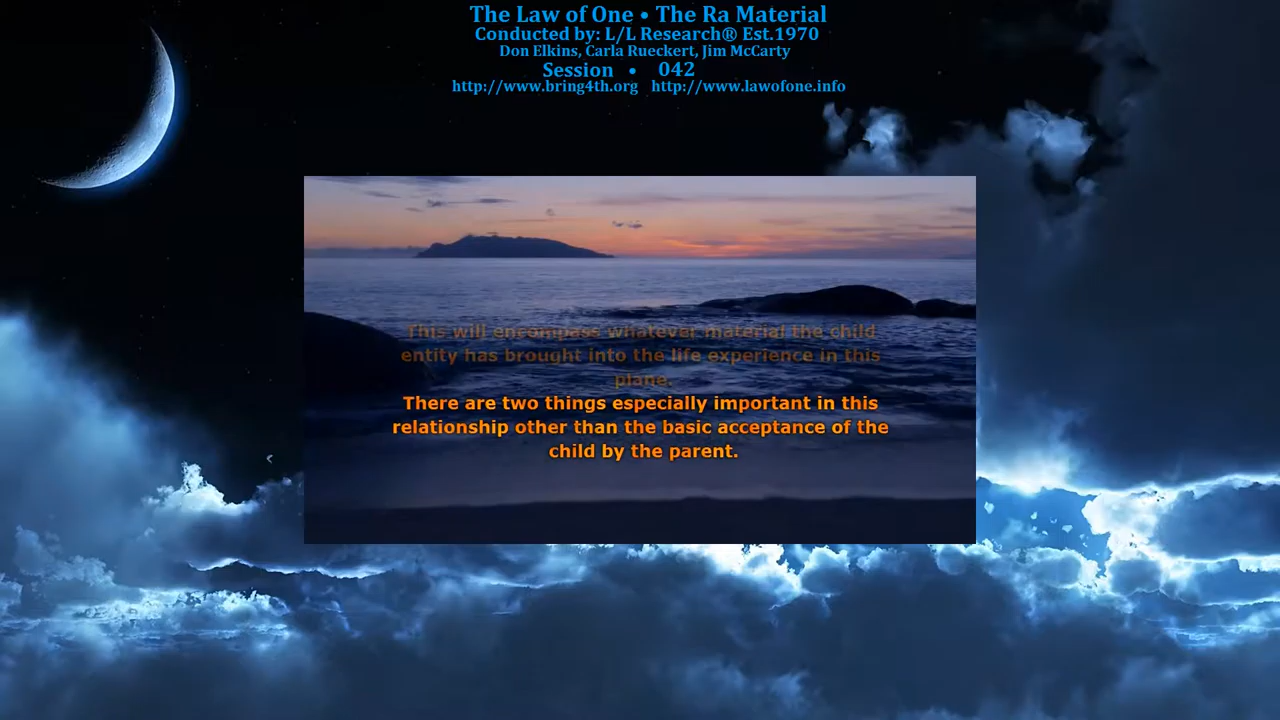 The Law of One • The Ra Material
Conducted by: L/L Research® Est.1970
Don Elkins, Carla Rueckert, Jim McCarty
Session • 042
http://www.bring4th.org http://www.lawofone.info
This will encompass whatever material the child
entity has brought into the life experience in this
plane.
There are two things especially important in this
relationship other than the basic acceptance of the
child by the parent.